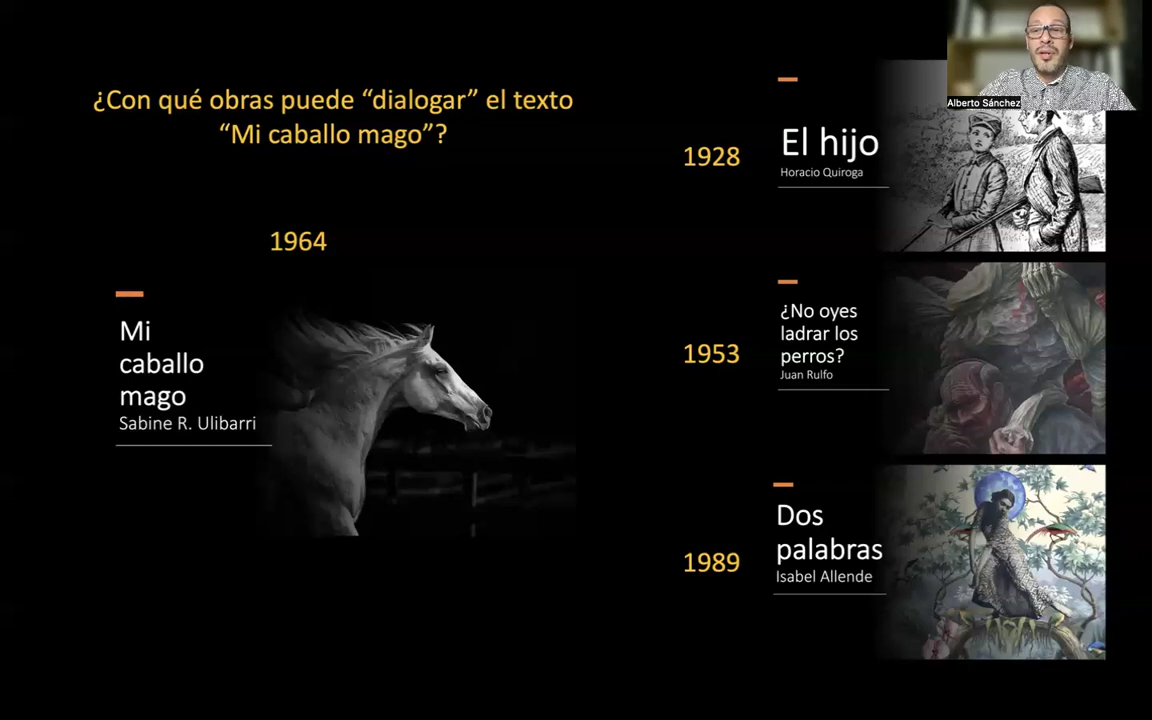 ¿Con qué obras puede “dialogar” el texto
“Mi caballo mago”?
1964
Mi
caballo
mago
Sabine R. Ulibarri
1928
El hijo
Horacio Quiroga
1953
¿No oyes
ladrar los
perros?
Juan Rulfo
1989
Dos
palabras
Isabel Allende
Alberto Sánchez